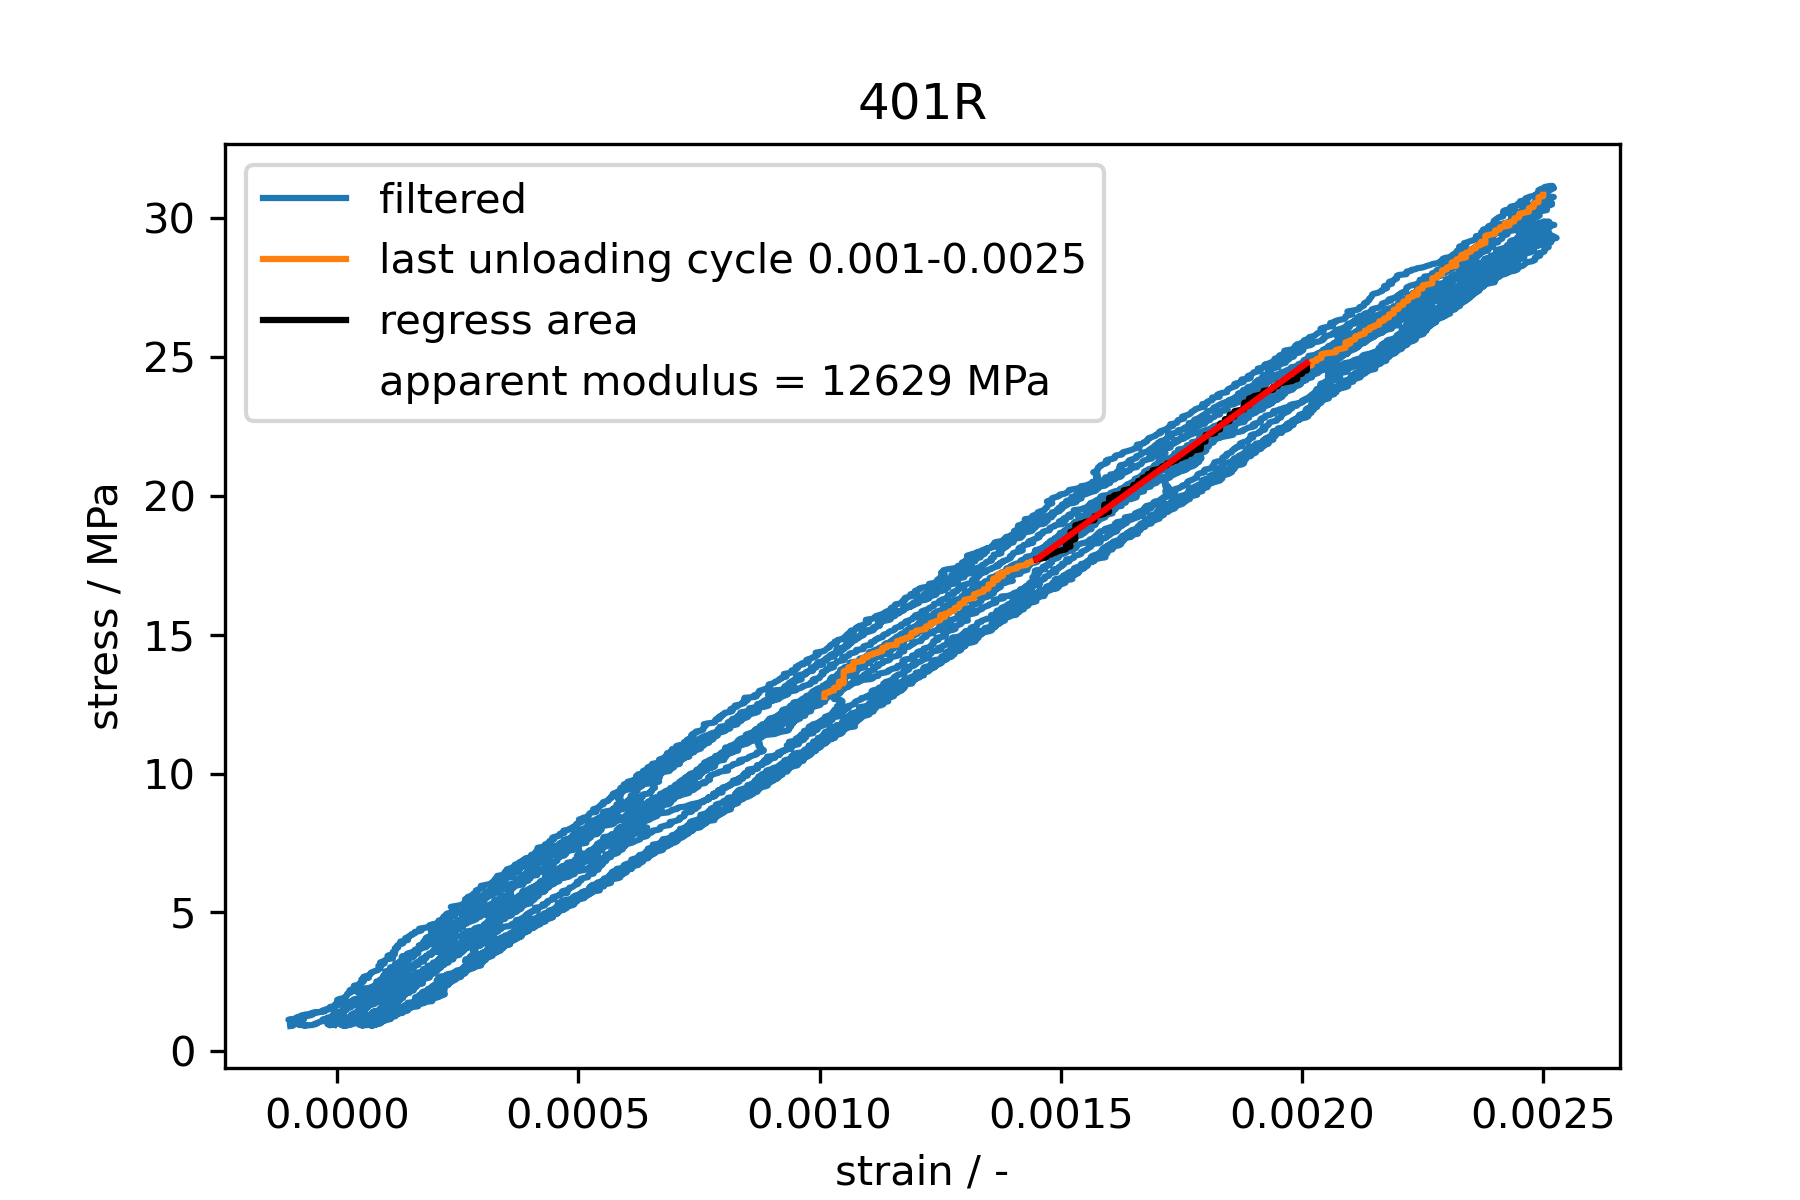 401R
filtered
last unloading cycle 0.001-0.0025
regress area
apparent modulus = 12629 MPa
stress / MPa
30
25
20
15
10
5
0
0.0000 0.0005 0.0010 0.0015 0.0020 0.0025
strain / -